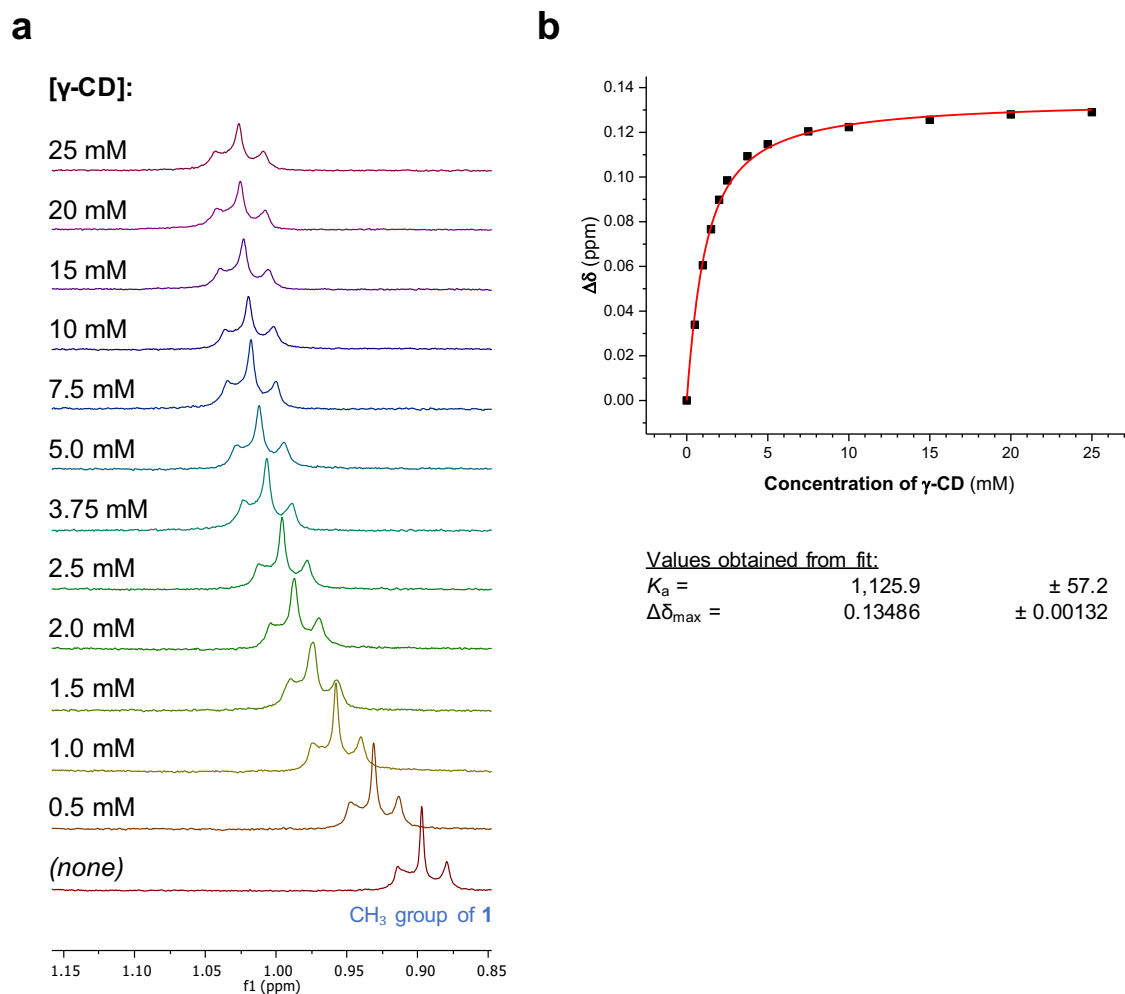 a
[γ-CD]:
25 mM
20 mM
15 mM
10 mM
7.5 mM
5.0 mM
3.75 mM
2.5 mM
2.0 mM
1.5 mM
1.0 mM
0.5 mM
(none)
CH₃ group of 1
1.15 1.10 1.05 1.00 0.95 0.90 0.85
f1 (ppm)
b
0.14
0.12
0.10
0.08
0.06
0.04
0.02
0.00
Δδ (ppm)
0 5 10 15 20 25
Concentration of γ-CD (mM)
Values obtained from fit:
Kₐ = 1,125.9 ± 57.2
Δδmax = 0.13486 ± 0.00132